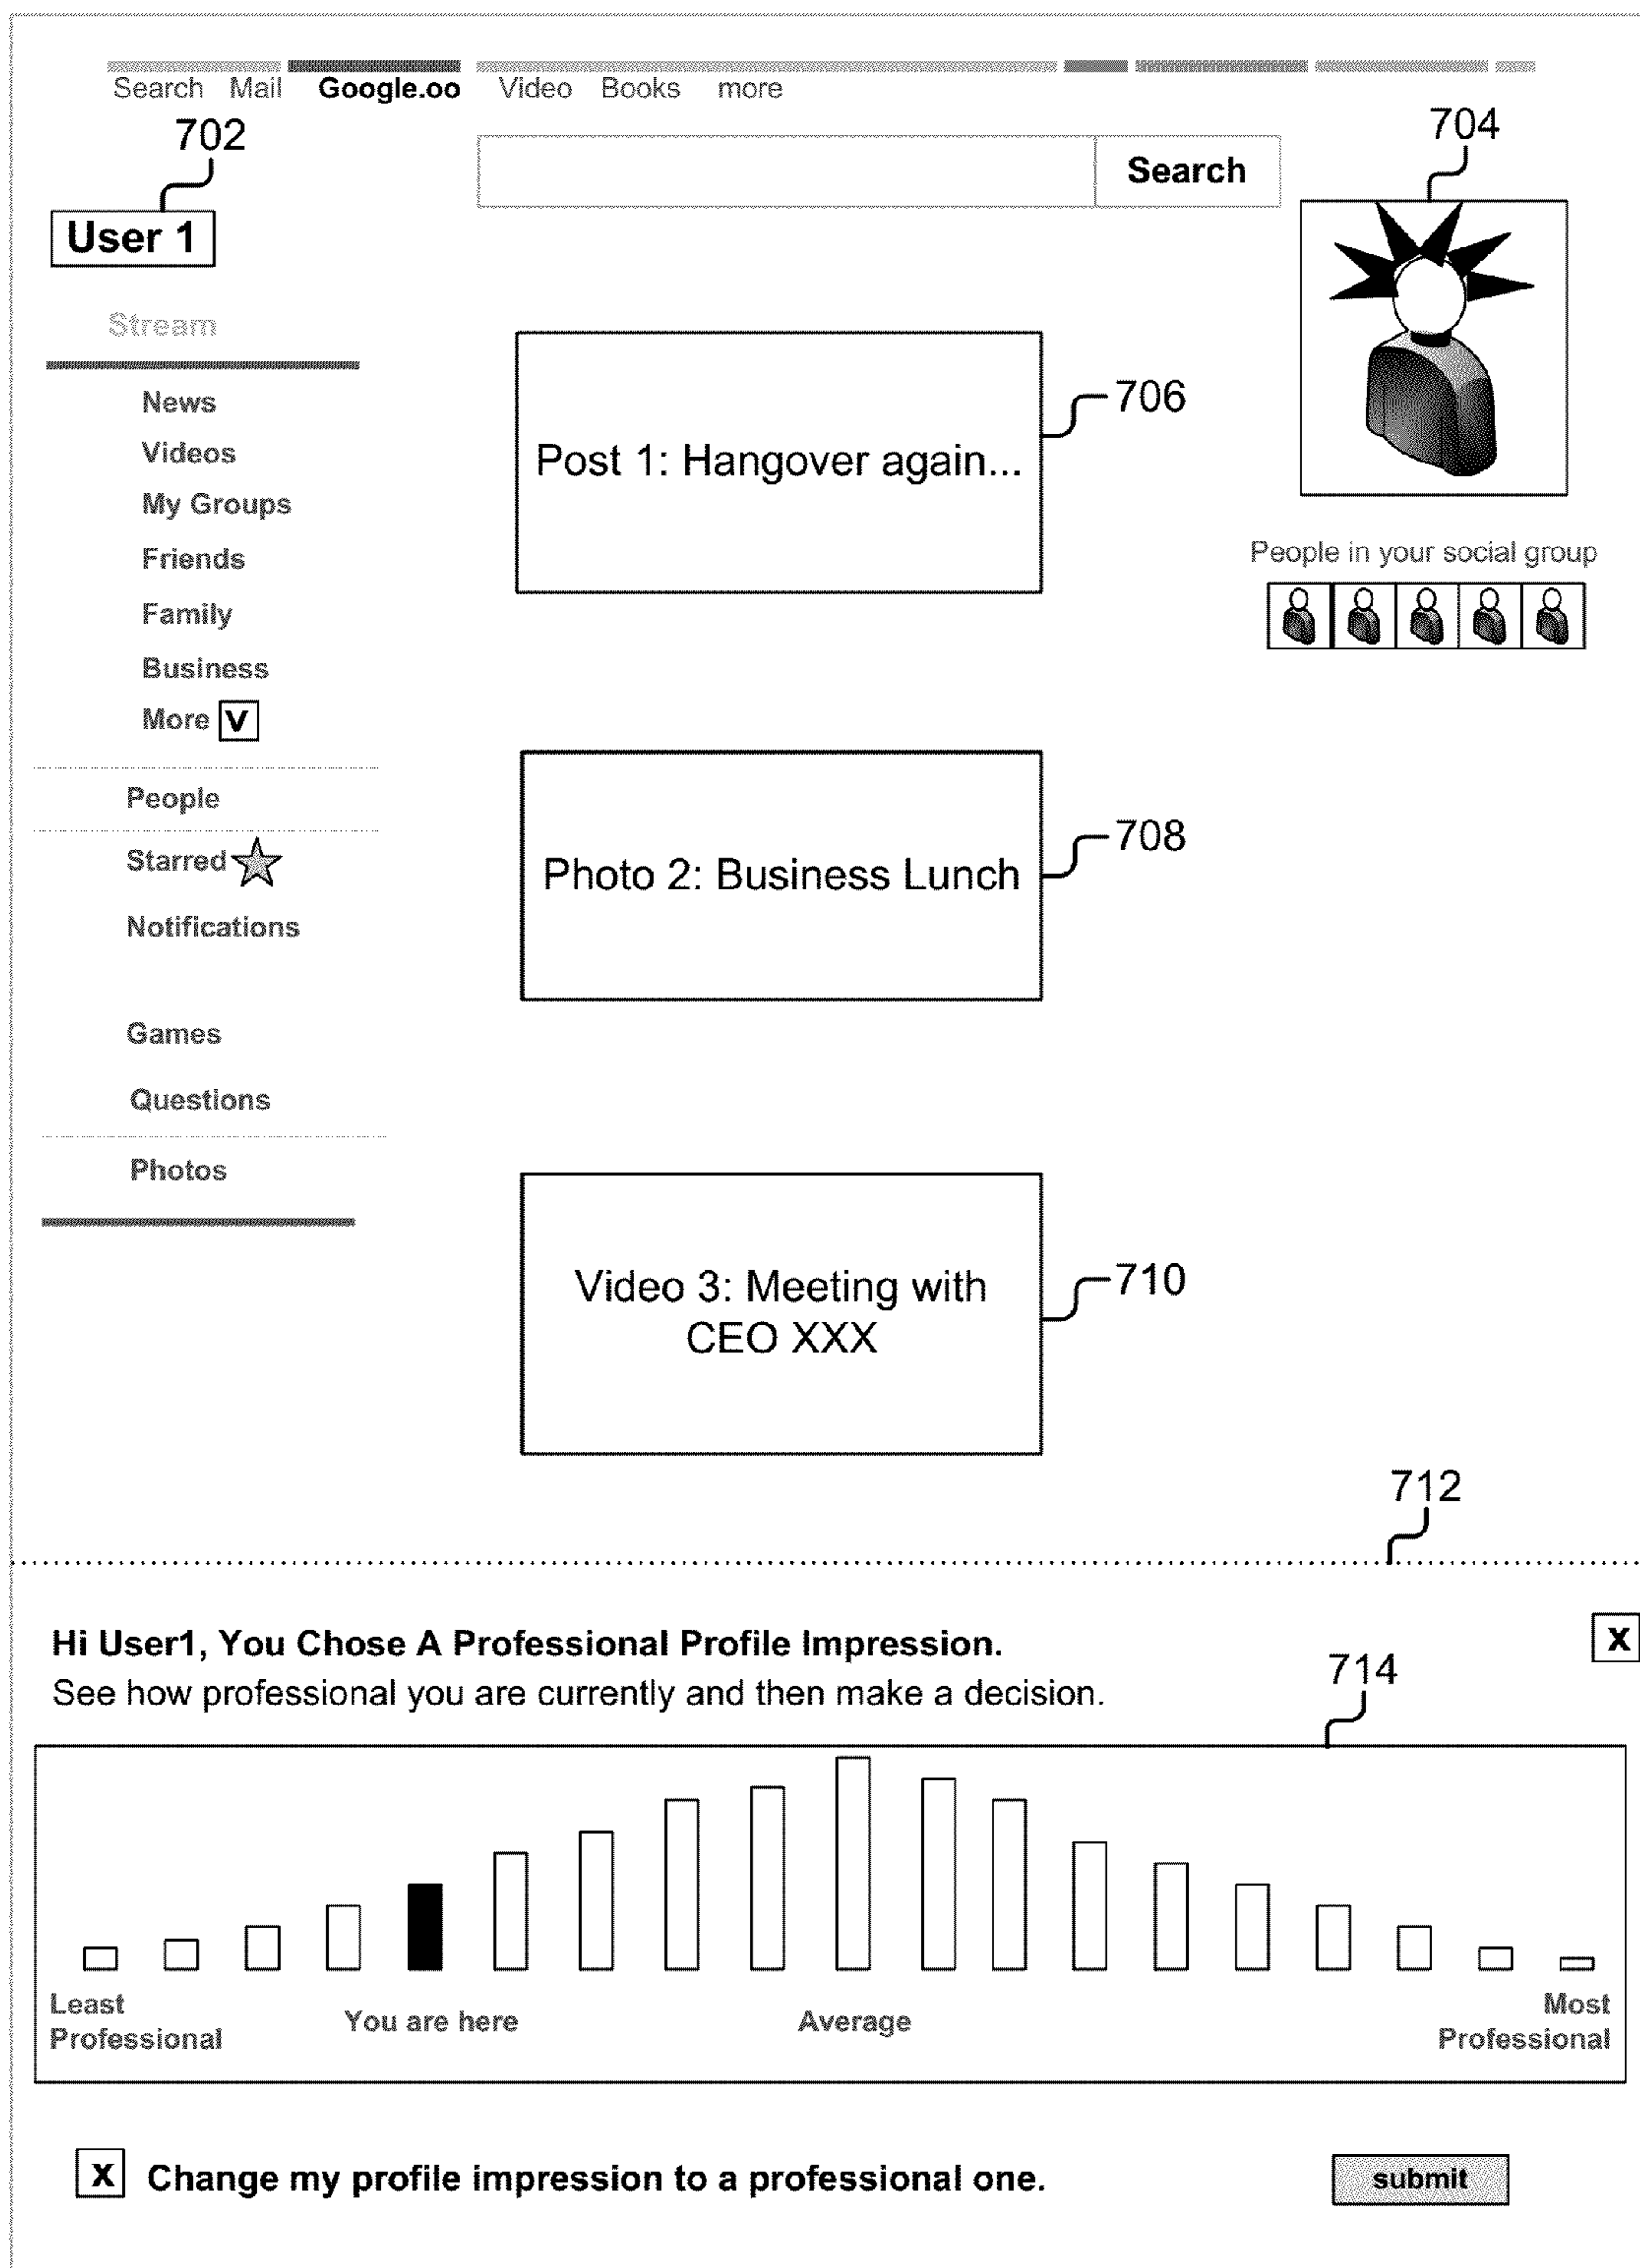 Search Mail Google.oo Video Books more
702
704
Search
User 1
Stream
News
Videos
My Groups
Friends
Family
Business
More V
People
Starred
Notifications
Games
Questions
Photos
Post 1: Hangover again...
706
People in your social group
Photo 2: Business Lunch
708
Video 3: Meeting with
CEO XXX
710
712
Hi User1, You Chose A Professional Profile Impression.
X
See how professional you are currently and then make a decision.
714
Least
Professional
You are here
Average
Most
Professional
X Change my profile impression to a professional one.
submit